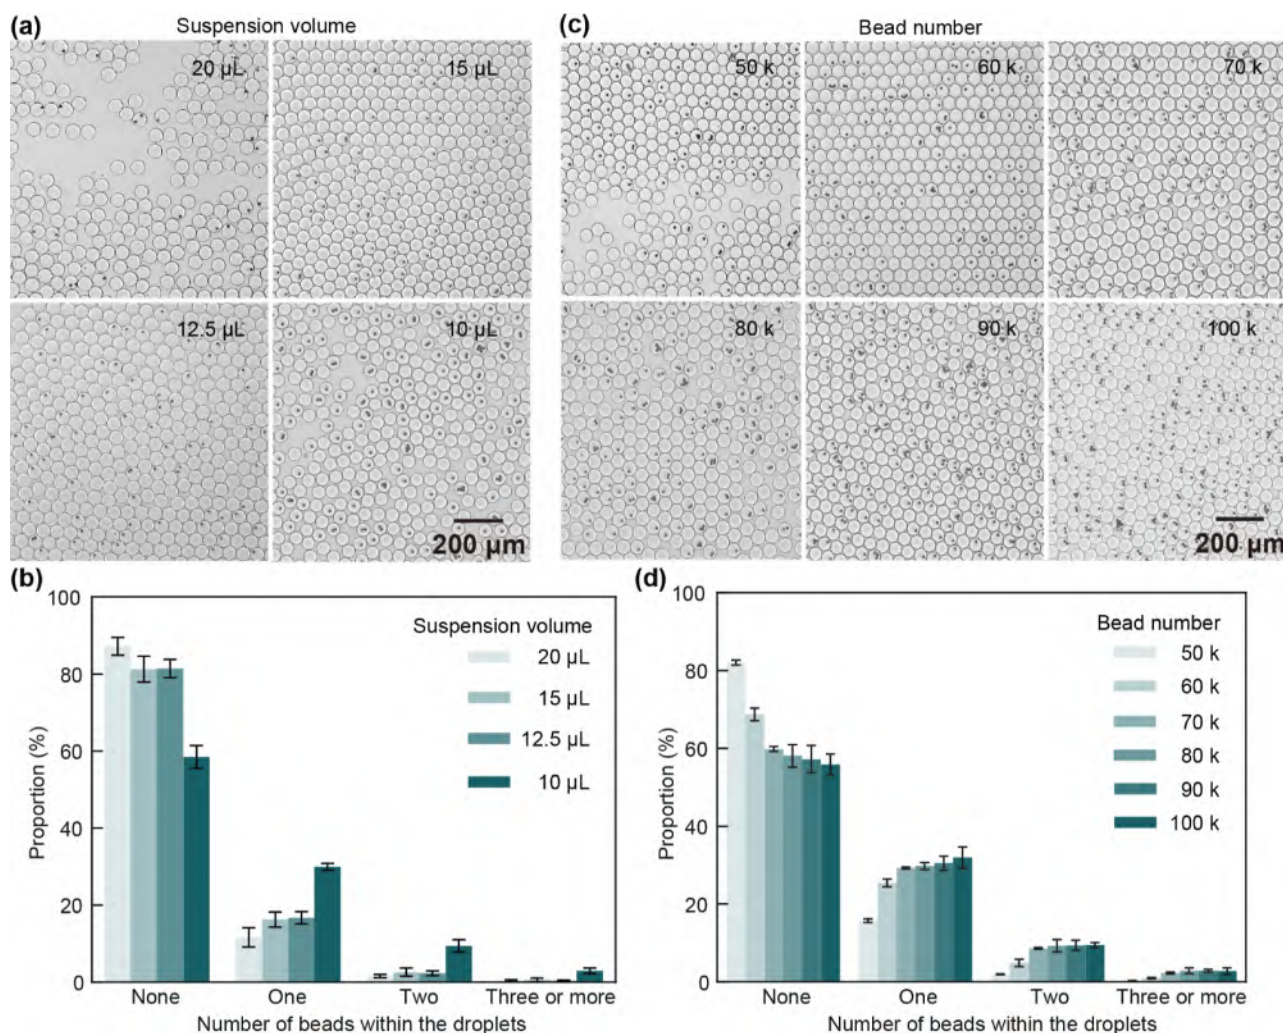 (a)
Suspension volume
20 µL
15 µL
12.5 µL
10 µL
200 µm
(c)
Bead number
50 k
60 k
70 k
80 k
90 k
100 k
200 µm
(b)
100
80
60
40
20
0
Proportion (%)
Suspension volume
20 µL
15 µL
12.5 µL
10 µL
None
One
Two
Three or more
Number of beads within the droplets
(d)
100
80
60
40
20
0
Proportion (%)
Bead number
50 k
60 k
70 k
80 k
90 k
100 k
None
One
Two
Three or more
Number of beads within the droplets